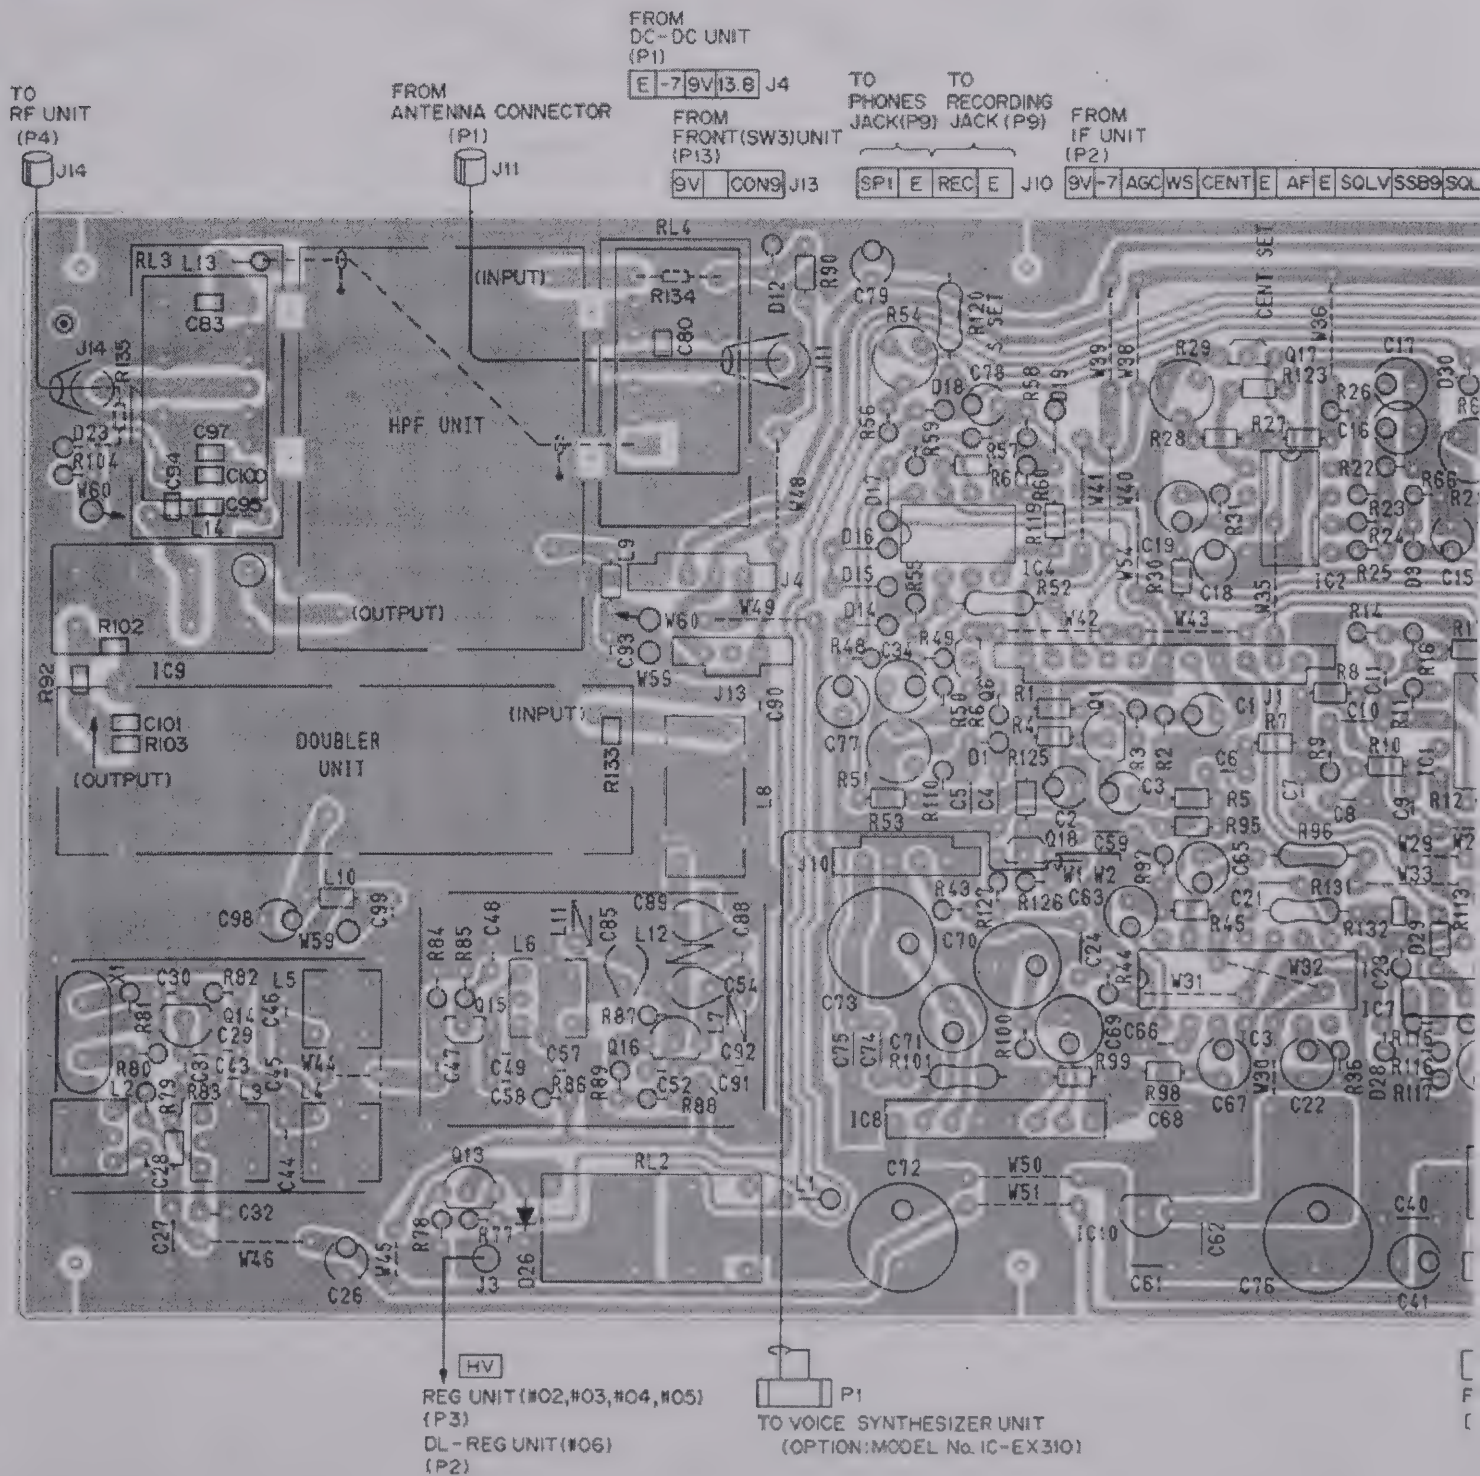 FROM
DC-DC UNIT
(P1)
E -7 9V 13.8 J4
TO
RF UNIT
(P4)
J14
FROM
ANTENNA CONNECTOR
(P1)
J11
FROM
FRONT(SW3)UNIT
(P13)
9V CON9 J13
TO
PHONES
JACK(P9)
TO
RECORDING
JACK (P9)
SP1 E REC E J10
FROM
IF UNIT
(P2)
9V -7 AGC WS CENT E AF E SQLV SSB9 SQL
RL3 L13
C83
J14 R135
D23
R104
W60
C97
C94 C100
C95
L14
(INPUT)
HPF UNIT
(OUTPUT)
RL4
R134
C80
D12 R90
J11
W48
L9
J4
W60 W49
C93
W59
J13
C90
C79
R54
R120
S SET
D18 C78
R58 D19
R56
R59
R57
R60
D17
D16
D15
D14
R119
IC4
R55
R52
W39 W38
W41 W40
W54
W42 W43
CENT SET
W36
R29
Q17
R123
R28
R27
R26
C17
D30
C16
R22
R66
R23
R24
R25
R31
C19
R30
C18
IC2
D9
C15
W35
R14
R16
R102
IC9
R92
C101
R103
(OUTPUT)
DOUBLER
UNIT
(INPUT)
R133
L8
R48 C34 R49
Q6
R50
R6
C77
R51
R1
R4
Q1
D1 R125
R3 R2
C1
J1
R7
R8
C11
C10
R11
R9
R10
IC1
C6
C7
C8
C9
R12
R53
R110
C5 C4
C2
C3
R5
R95
R96
J10
Q18
C59
W1 W2
R43
R126
C63
R97
C65
C21
R131
W29
W33
R45
R132
R113
D29
L10
C98
W59
C99
R84 R85
C48
L6
L11
C85
L12
C89
C88
C54
C73
C70
C24
R44
W31
W32
C23
IC7
X1
C30
R82
L5
R81
Q14
C29
C46
R80
L2
R79
C31
R83
C43
L3
C45
W44
Q15
C47
C49
C57
C58
R86
R87
Q16
R89
C52
L7
C92
C91
R88
C75 C74
C71
R101
R100
C69
R99
C66
R98
C68
IC3
C67
W30
C22
R96
D28
R116
R117
C28
C44
C27
C32
W46
C26
W45
Q13
R78
R77
J3
D26
RL2
L1
IC8
C72
W50
W51
IC10
C62
C61
C76
C40
C41
HV
REG UNIT(#02,#03,#04,#05)
(P3)
DL-REG UNIT(#06)
(P2)
P1
TO VOICE SYNTHESIZER UNIT
(OPTION:MODEL No. IC-EX310)